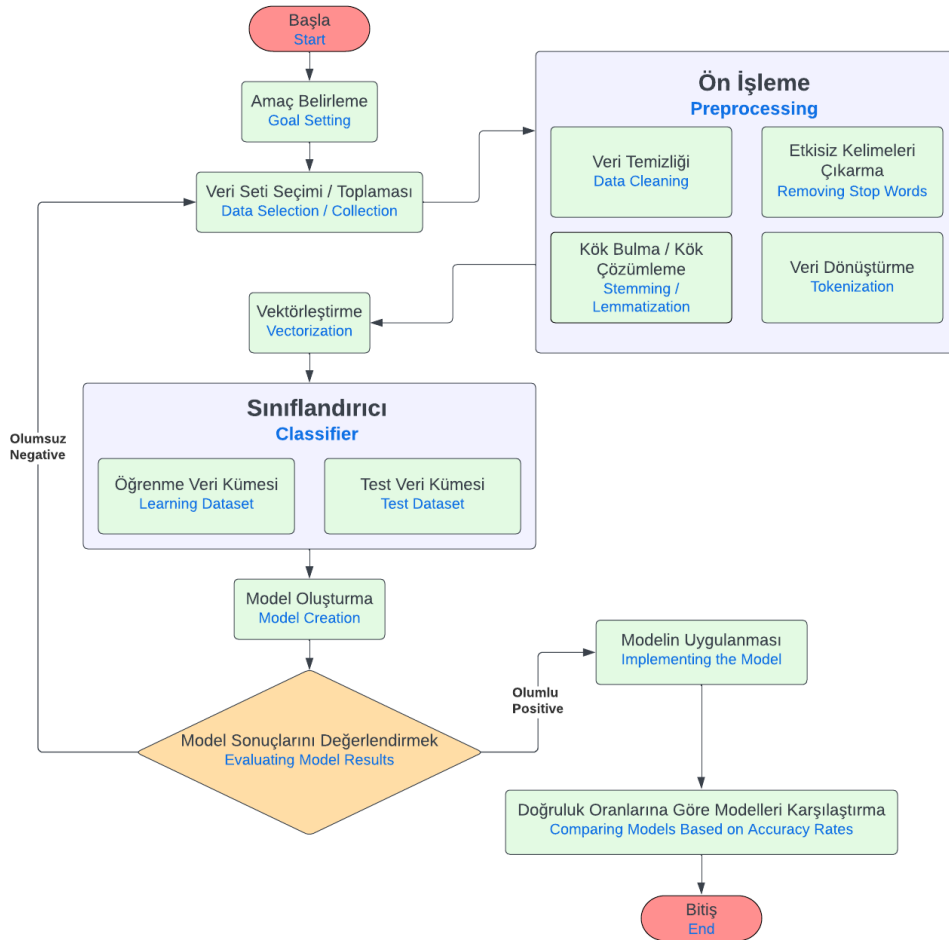 Başla
Start
Amaç Belirleme
Goal Setting
Veri Seti Seçimi / Toplaması
Data Selection / Collection
Ön İşleme
Preprocessing
Veri Temizliği
Data Cleaning
Etkisiz Kelimeleri
Çıkarma
Removing Stop Words
Kök Bulma / Kök
Çözümleme
Stemming /
Lemmatization
Veri Dönüştürme
Tokenization
Vektörleştirme
Vectorization
Sınıflandırıcı
Classifier
Öğrenme Veri Kümesi
Learning Dataset
Test Veri Kümesi
Test Dataset
Olumsuz
Negative
Model Oluşturma
Model Creation
Model Sonuçlarını Değerlendirmek
Evaluating Model Results
Olumlu
Positive
Modelin Uygulanması
Implementing the Model
Doğruluk Oranlarına Göre Modelleri Karşılaştırma
Comparing Models Based on Accuracy Rates
Bitiş
End